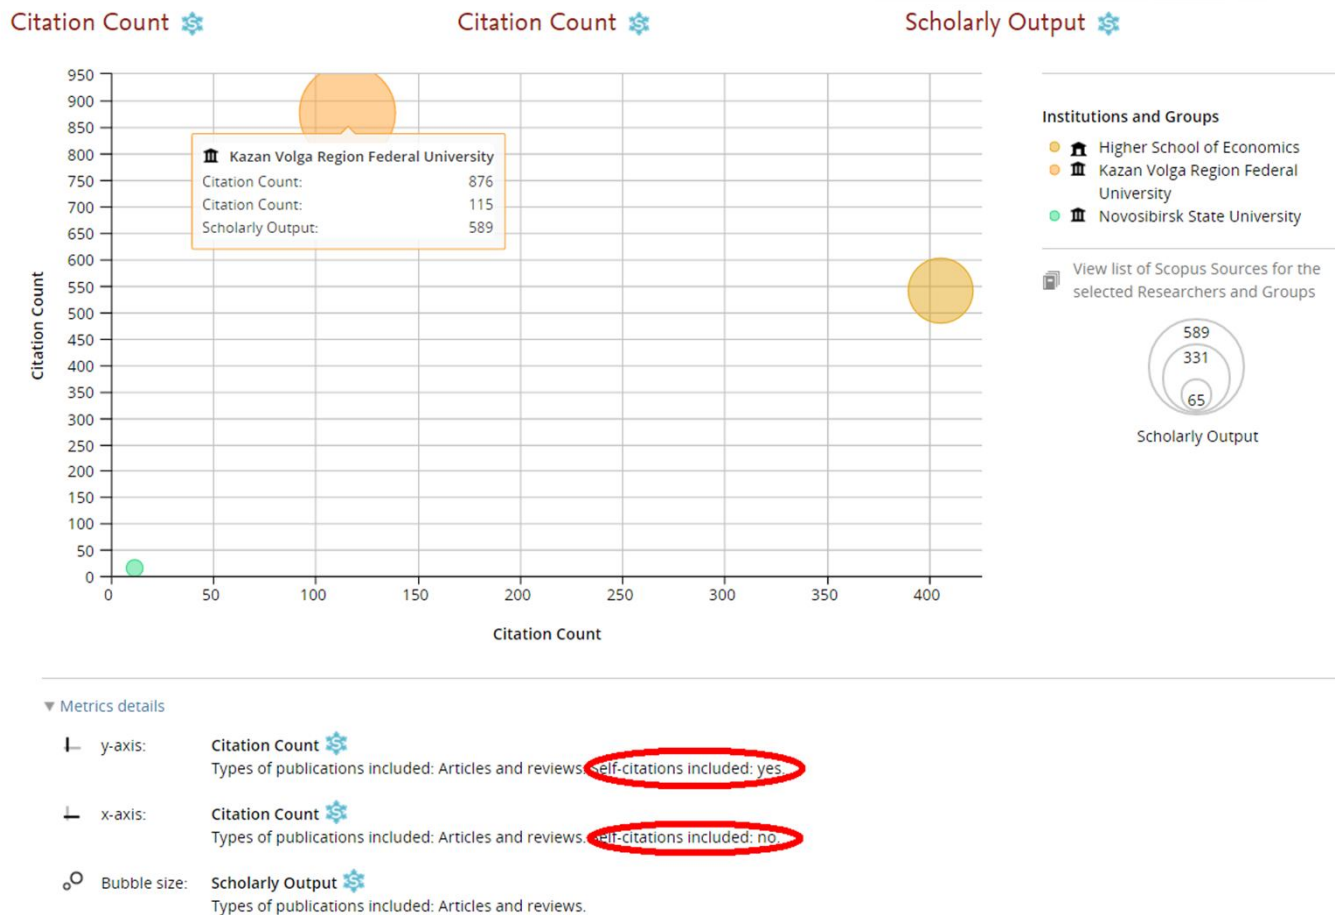 Citation Count
Citation Count
Scholarly Output
950
900
850
800
750
700
650
600
550
500
450
400
350
300
250
200
150
100
50
0
Citation Count
Kazan Volga Region Federal University
Citation Count: 876
Citation Count: 115
Scholarly Output: 589
0 50 100 150 200 250 300 350 400
Citation Count
Institutions and Groups
Higher School of Economics
Kazan Volga Region Federal
University
Novosibirsk State University
View list of Scopus Sources for the
selected Researchers and Groups
589
331
65
Scholarly Output
Metrics details
y-axis: Citation Count
Types of publications included: Articles and reviews. Self-citations included: yes.
x-axis: Citation Count
Types of publications included: Articles and reviews. Self-citations included: no.
Bubble size: Scholarly Output
Types of publications included: Articles and reviews.